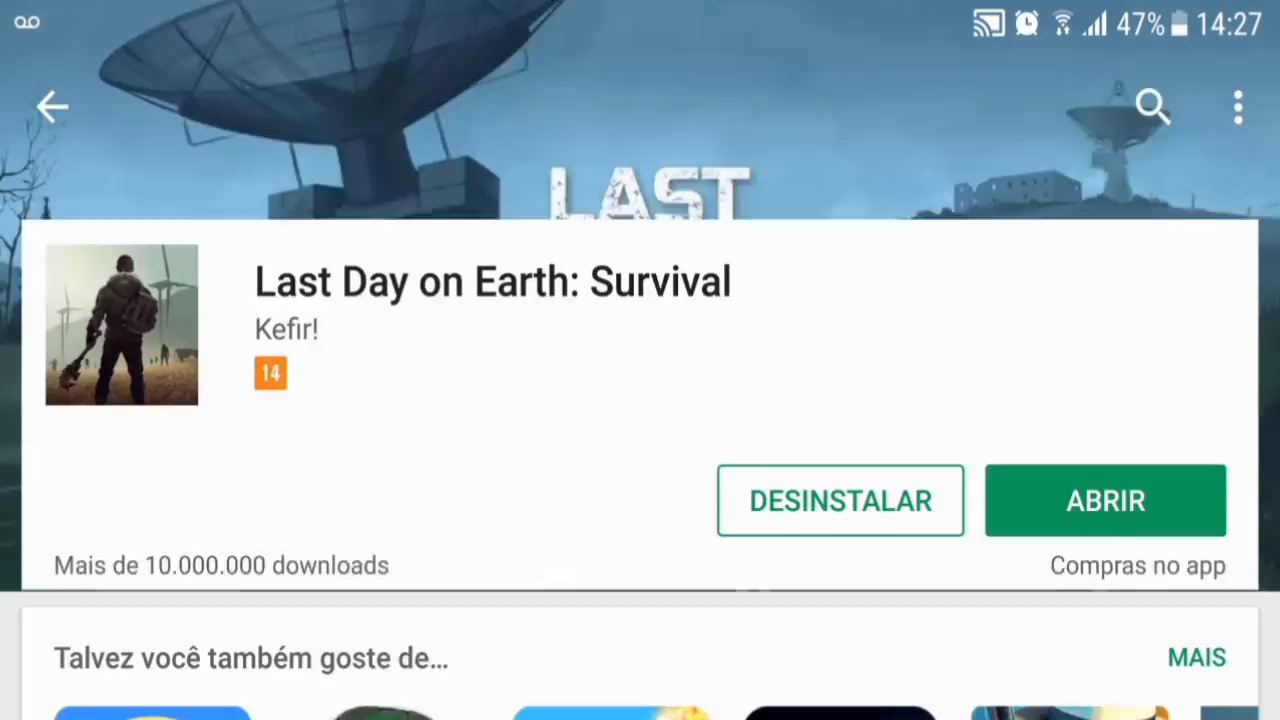 47% 14:27
LAST
Last Day on Earth: Survival
Kefir!
14
DESINSTALAR ABRIR
Mais de 10.000.000 downloads Compras no app
Talvez você também goste de... MAIS